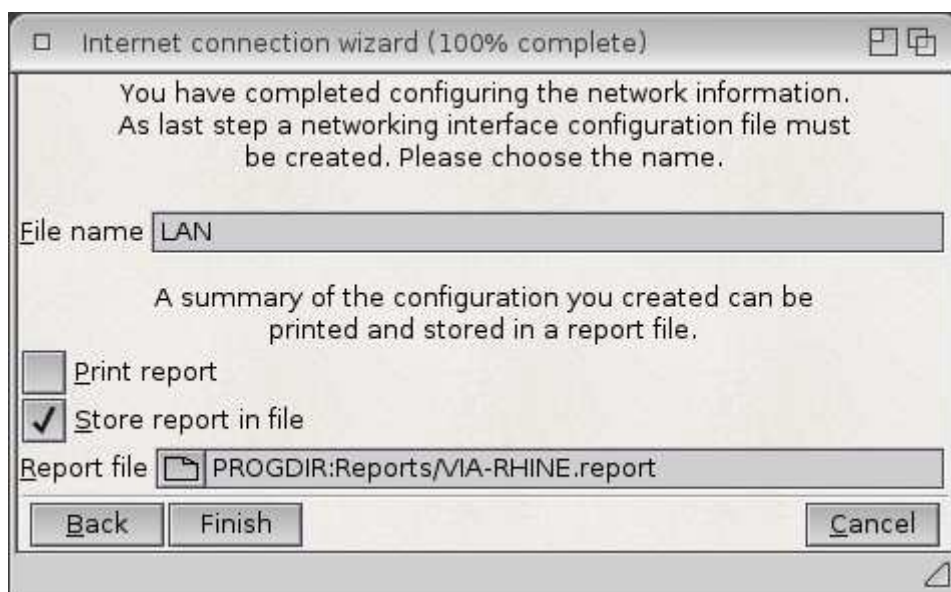 Internet connection wizard (100% complete)
You have completed configuring the network information.
As last step a networking interface configuration file must
be created. Please choose the name.
File name LAN
A summary of the configuration you created can be
printed and stored in a report file.
Print report
Store report in file
Report file PROGDIR:Reports/VIA-RHINE.report
Back Finish Cancel